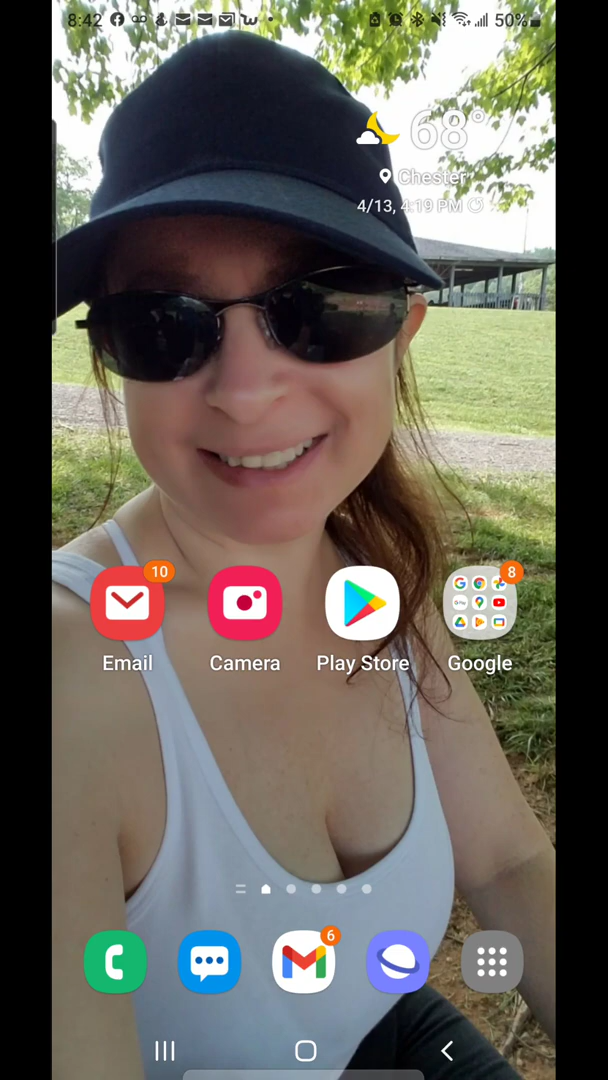 8:42
50%
68°
Chester
4/13, 4:19 PM
10
8
Email
Camera
Play Store
Google
6